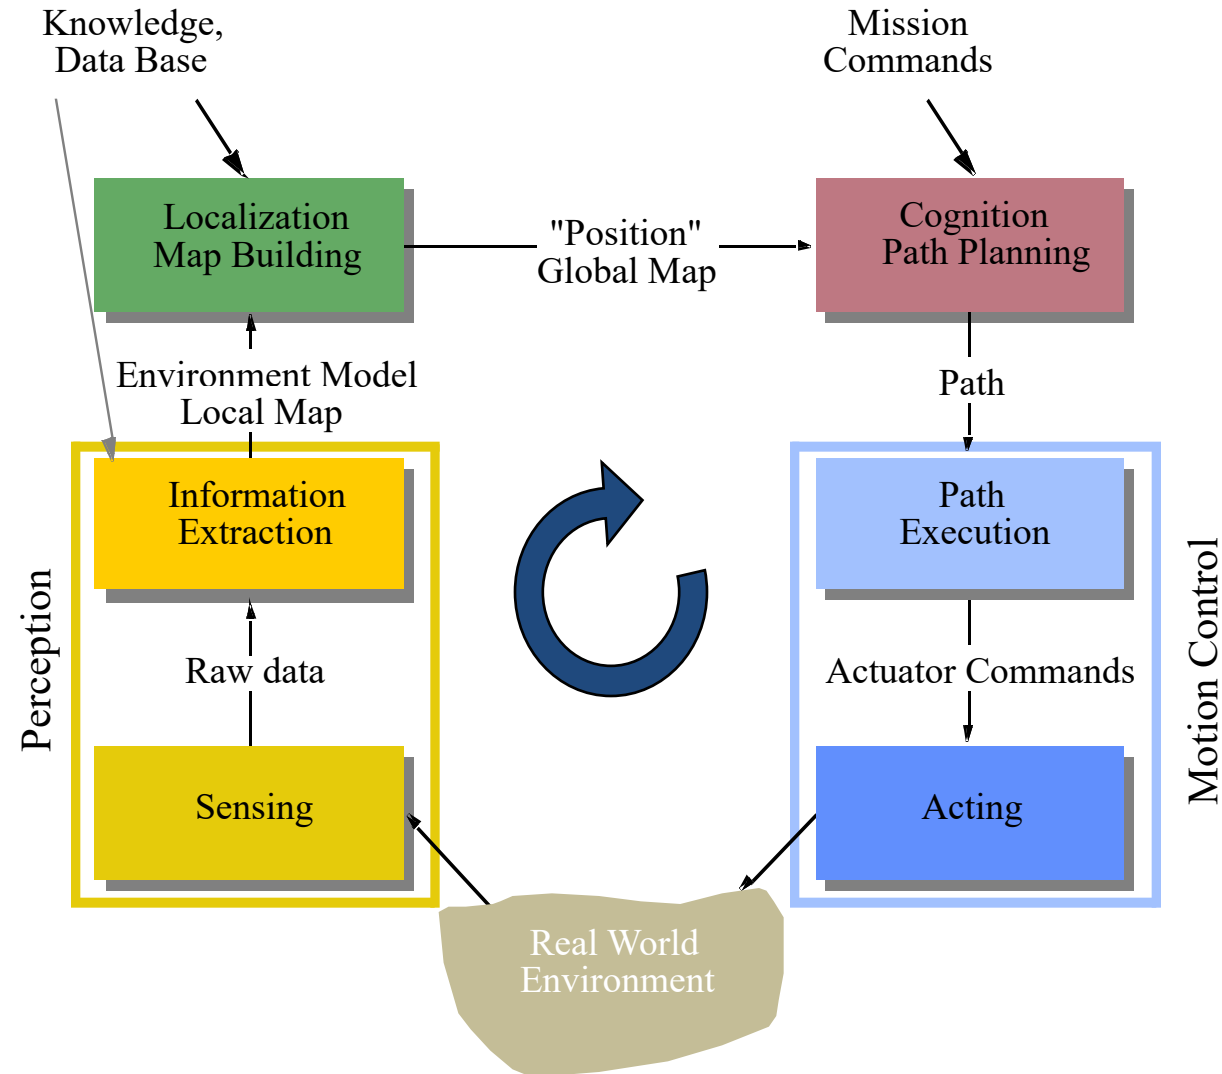 Knowledge,
Data Base
Mission
Commands
Localization
Map Building
"Position"
Global Map
Cognition
Path Planning
Environment Model
Local Map
Path
Information
Extraction
Path
Execution
Perception
Motion Control
Raw data
Actuator Commands
Sensing
Acting
Real World
Environment